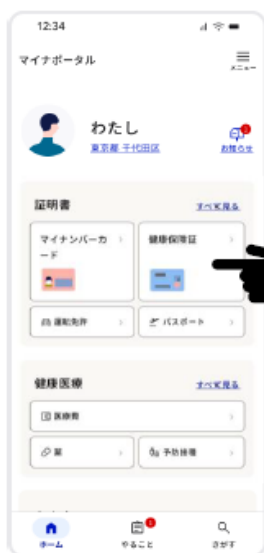 12:34
マイナポータル
メニュー
わたし
東京都 千代田区
お知らせ
証明書
すべて見る
マイナンバーカ
ード
健康保険証
運転免許
パスポート
健康医療
すべて見る
医療費
薬
予防接種
ホーム
やること
さがす